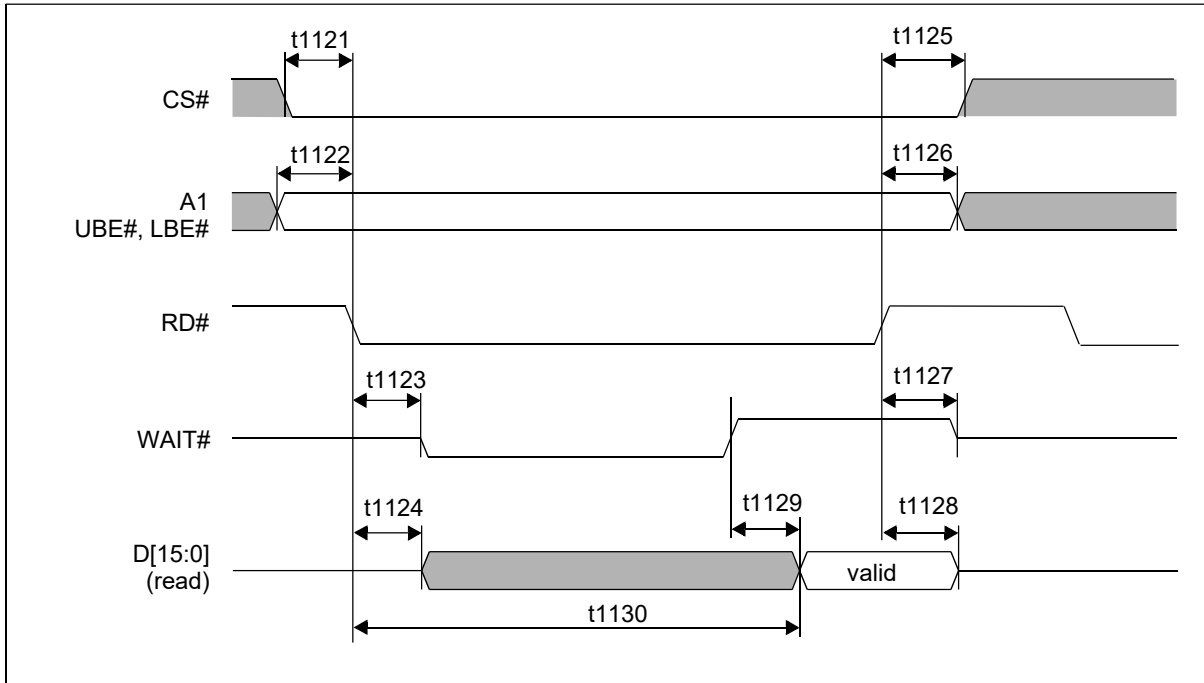 t1121
t1125
CS#
t1122
t1126
A1
UBE#, LBE#
RD#
t1123
t1127
WAIT#
t1124
t1129
t1128
D[15:0]
(read)
valid
t1130